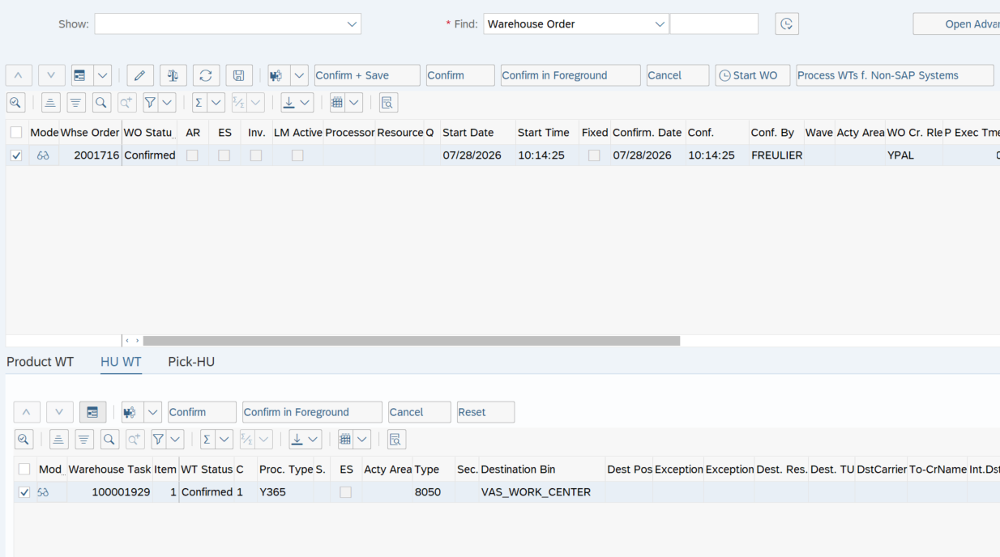 Show: * Find: Warehouse Order Open Advar
Confirm + Save Confirm Confirm in Foreground Cancel Start WO Process WTs f. Non-SAP Systems
Mode Whse Order WO Statu... AR ES Inv. LM Active Processor Resource Q Start Date Start Time Fixed Confirm. Date Conf. Conf. By Wave Acty Area WO Cr. Rle P Exec Tme
2001716 Confirmed 07/28/2026 10:14:25 07/28/2026 10:14:25 FREULIER YPAL
Product WT HU WT Pick-HU
Confirm Confirm in Foreground Cancel Reset
Mod... Warehouse Task Item WT Status C Proc. Type S. ES Acty Area Type Sec. Destination Bin Dest Pos Exception Exception Dest. Res. Dest. TU DstCarrier To-CrName Int.Dst
100001929 1 Confirmed 1 Y365 8050 VAS_WORK_CENTER